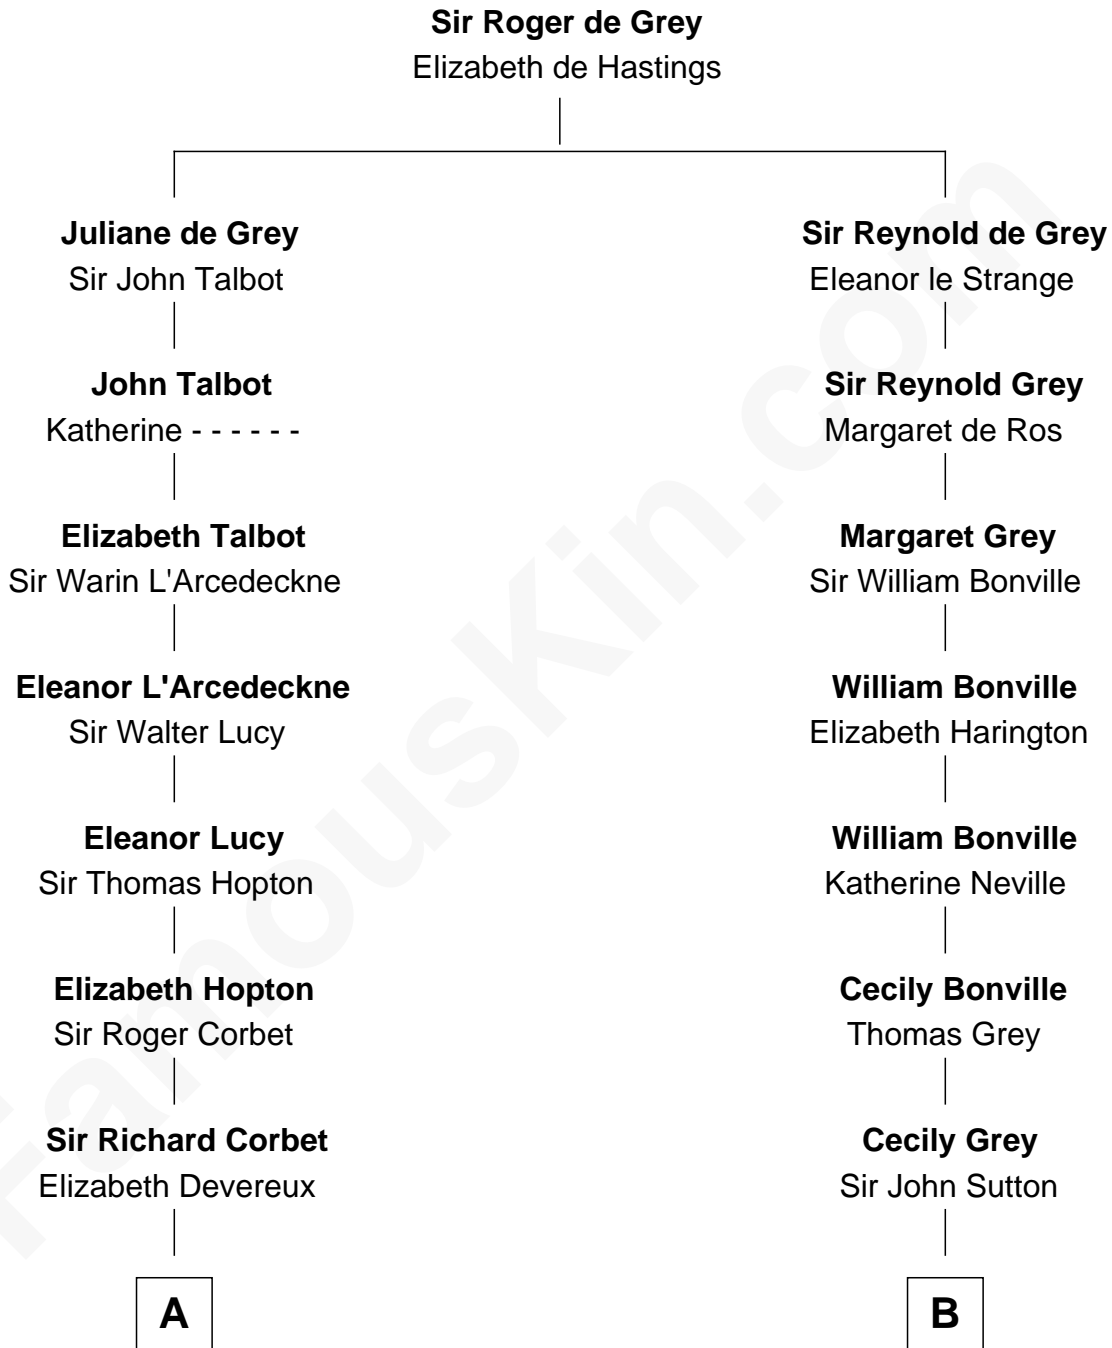 Sir Roger de Grey
Elizabeth de Hastings
Juliane de Grey
Sir John Talbot
Sir Reynold de Grey
Eleanor le Strange
John Talbot
Katherine - - - - - -
Sir Reynold Grey
Margaret de Ros
Elizabeth Talbot
Sir Warin L'Arcedeckne
Margaret Grey
Sir William Bonville
Eleanor L'Arcedeckne
Sir Walter Lucy
William Bonville
Elizabeth Harington
Eleanor Lucy
Sir Thomas Hopton
William Bonville
Katherine Neville
Elizabeth Hopton
Sir Roger Corbet
Cecily Bonville
Thomas Grey
Sir Richard Corbet
Elizabeth Devereux
Cecily Grey
Sir John Sutton
A
B
FamousKin.com